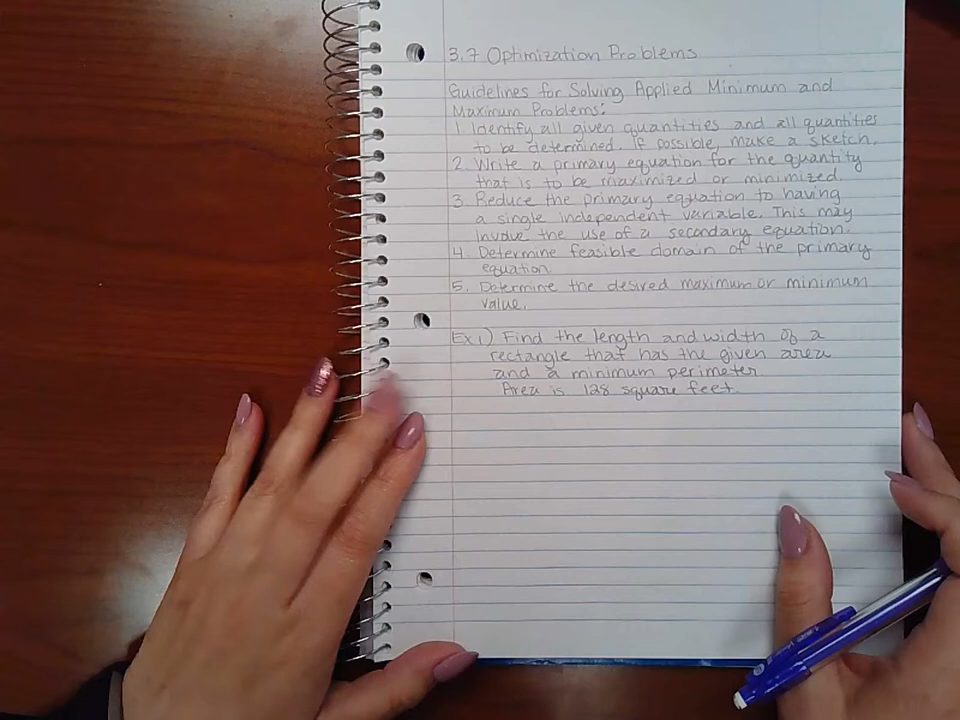 3.7 Optimization Problems
Guidelines for Solving Applied Minimum and
Maximum Problems:
1. Identify all given quantities and all quantities
to be determined. If possible, make a sketch.
2. Write a primary equation for the quantity
that is to be maximized or minimized.
3. Reduce the primary equation to having
a single independent variable. This may
involve the use of a secondary equation.
4. Determine feasible domain of the primary
equation.
5. Determine the desired maximum or minimum
value.
Ex 1) Find the length and width of a
rectangle that has the given area
and a minimum perimeter.
Area is 128 square feet.